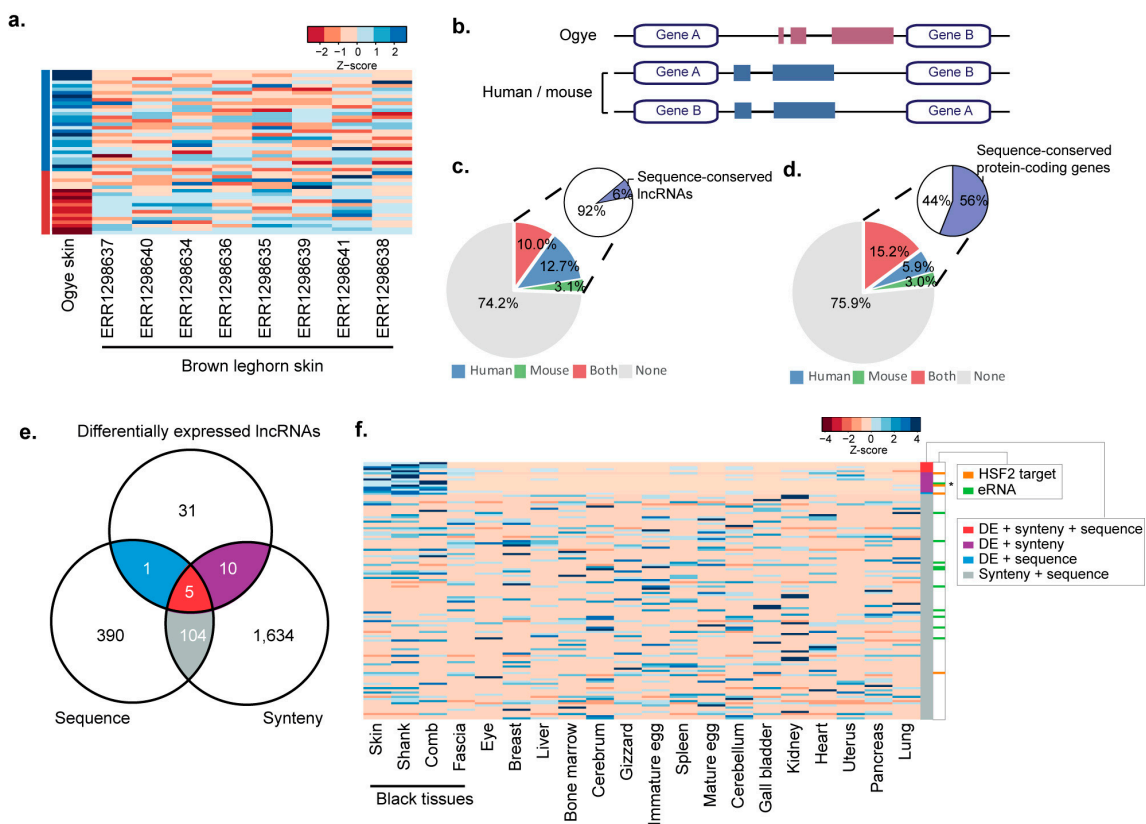 a.
−2 −1 0 1 2
Z-score
Ogye skin
ERR1298637
ERR1298640
ERR1298634
ERR1298636
ERR1298635
ERR1298639
ERR1298641
ERR1298638
Brown leghorn skin
b.
Ogye
Gene A
Gene B
Human / mouse
Gene A
Gene B
Gene B
Gene A
c.
Sequence-conserved
lncRNAs
6%
92%
10.0%
12.7%
3.1%
74.2%
Human Mouse Both None
d.
Sequence-conserved
protein-coding genes
44%
56%
15.2%
5.9%
3.0%
75.9%
Human Mouse Both None
e.
Differentially expressed lncRNAs
31
1
10
5
390
104
1,634
Sequence
Synteny
f.
−4 −2 0 2 4
Z-score
*
HSF2 target
eRNA
DE + synteny + sequence
DE + synteny
DE + sequence
Synteny + sequence
Skin
Shank
Comb
Fascia
Eye
Breast
Liver
Bone marrow
Cerebrum
Gizzard
Immature egg
Spleen
Mature egg
Cerebellum
Gall bladder
Kidney
Heart
Uterus
Pancreas
Lung
Black tissues